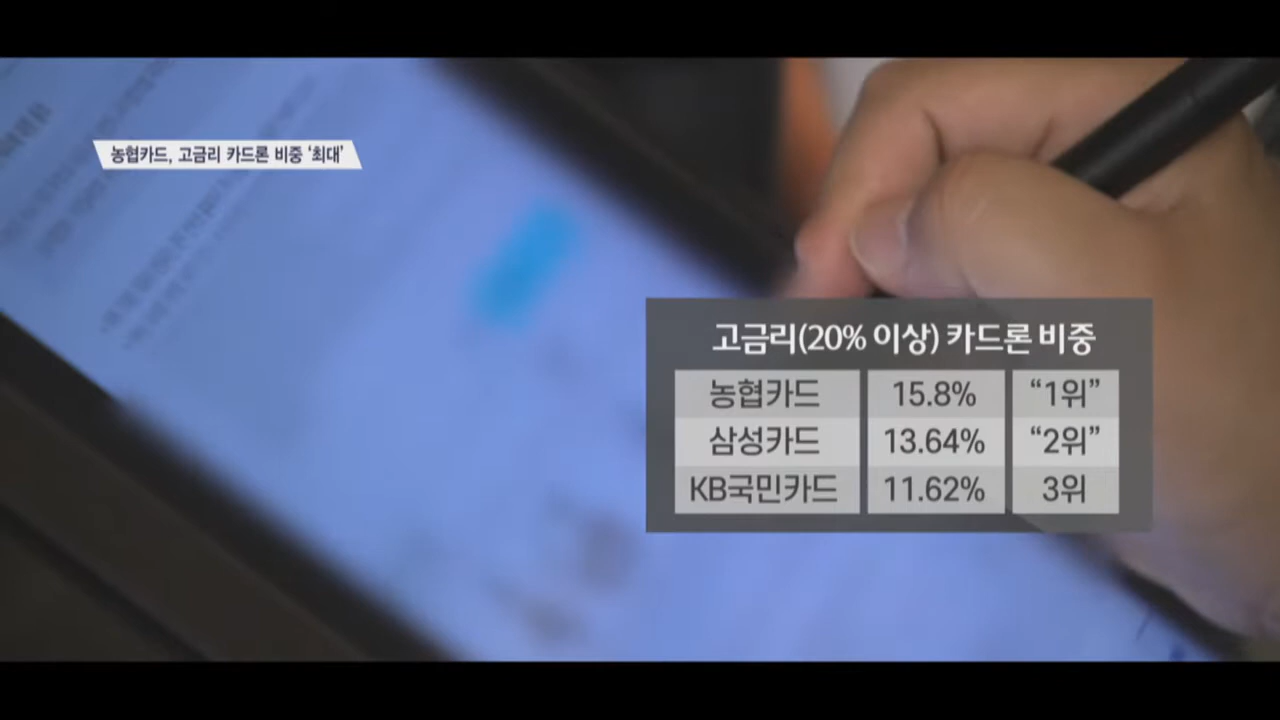 농협카드, 고금리 카드론 비중 '최대'
고금리(20% 이상) 카드론 비중
농협카드 15.8% “1위”
삼성카드 13.64% “2위”
KB국민카드 11.62% 3위